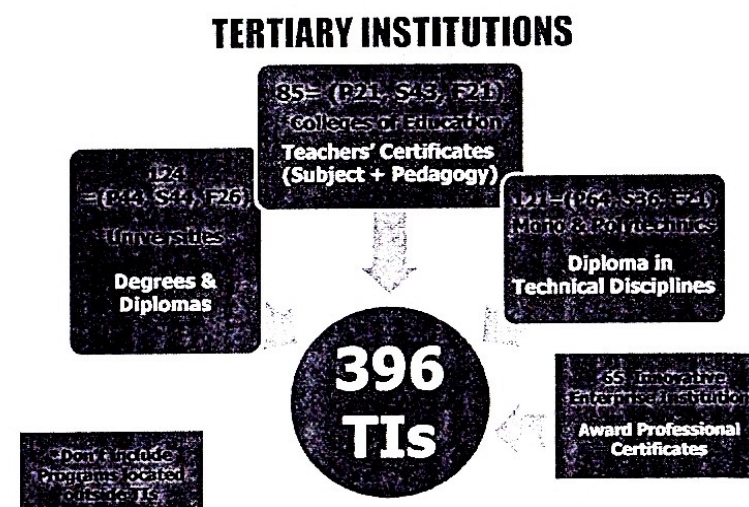 TERTIARY INSTITUTIONS
85= (P21, S43, F21)
Colleges of Education
Teachers' Certificates
(Subject + Pedagogy)
124
=(P44, S44, F26)
Universities
Degrees &
Diplomas
121=(P64, S36, F21)
Mono & Polytechnics
Diploma in
Technical Disciplines
396
TIs
65 Innovative
Enterprise Institution
Award Professional
Certificates
Don't include
Programs located
outside TIs